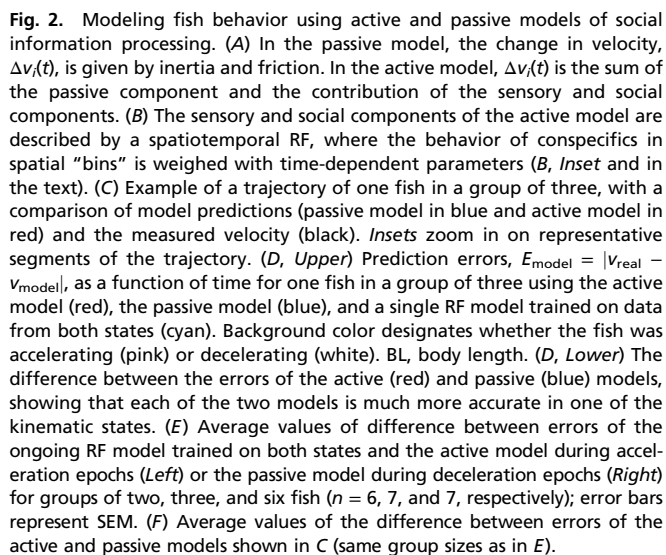 Fig. 2. Modeling fish behavior using active and passive models of social
information processing. (A) In the passive model, the change in velocity,
Δvᵢ(t), is given by inertia and friction. In the active model, Δvᵢ(t) is the sum of
the passive component and the contribution of the sensory and social
components. (B) The sensory and social components of the active model are
described by a spatiotemporal RF, where the behavior of conspecifics in
spatial “bins” is weighed with time-dependent parameters (B, Inset and in
the text). (C) Example of a trajectory of one fish in a group of three, with a
comparison of model predictions (passive model in blue and active model in
red) and the measured velocity (black). Insets zoom in on representative
segments of the trajectory. (D, Upper) Prediction errors, Emodel = |vreal −
vmodel|, as a function of time for one fish in a group of three using the active
model (red), the passive model (blue), and a single RF model trained on data
from both states (cyan). Background color designates whether the fish was
accelerating (pink) or decelerating (white). BL, body length. (D, Lower) The
difference between the errors of the active (red) and passive (blue) models,
showing that each of the two models is much more accurate in one of the
kinematic states. (E) Average values of difference between errors of the
ongoing RF model trained on both states and the active model during accel-
eration epochs (Left) or the passive model during deceleration epochs (Right)
for groups of two, three, and six fish (n = 6, 7, and 7, respectively); error bars
represent SEM. (F) Average values of the difference between errors of the
active and passive models shown in C (same group sizes as in E).